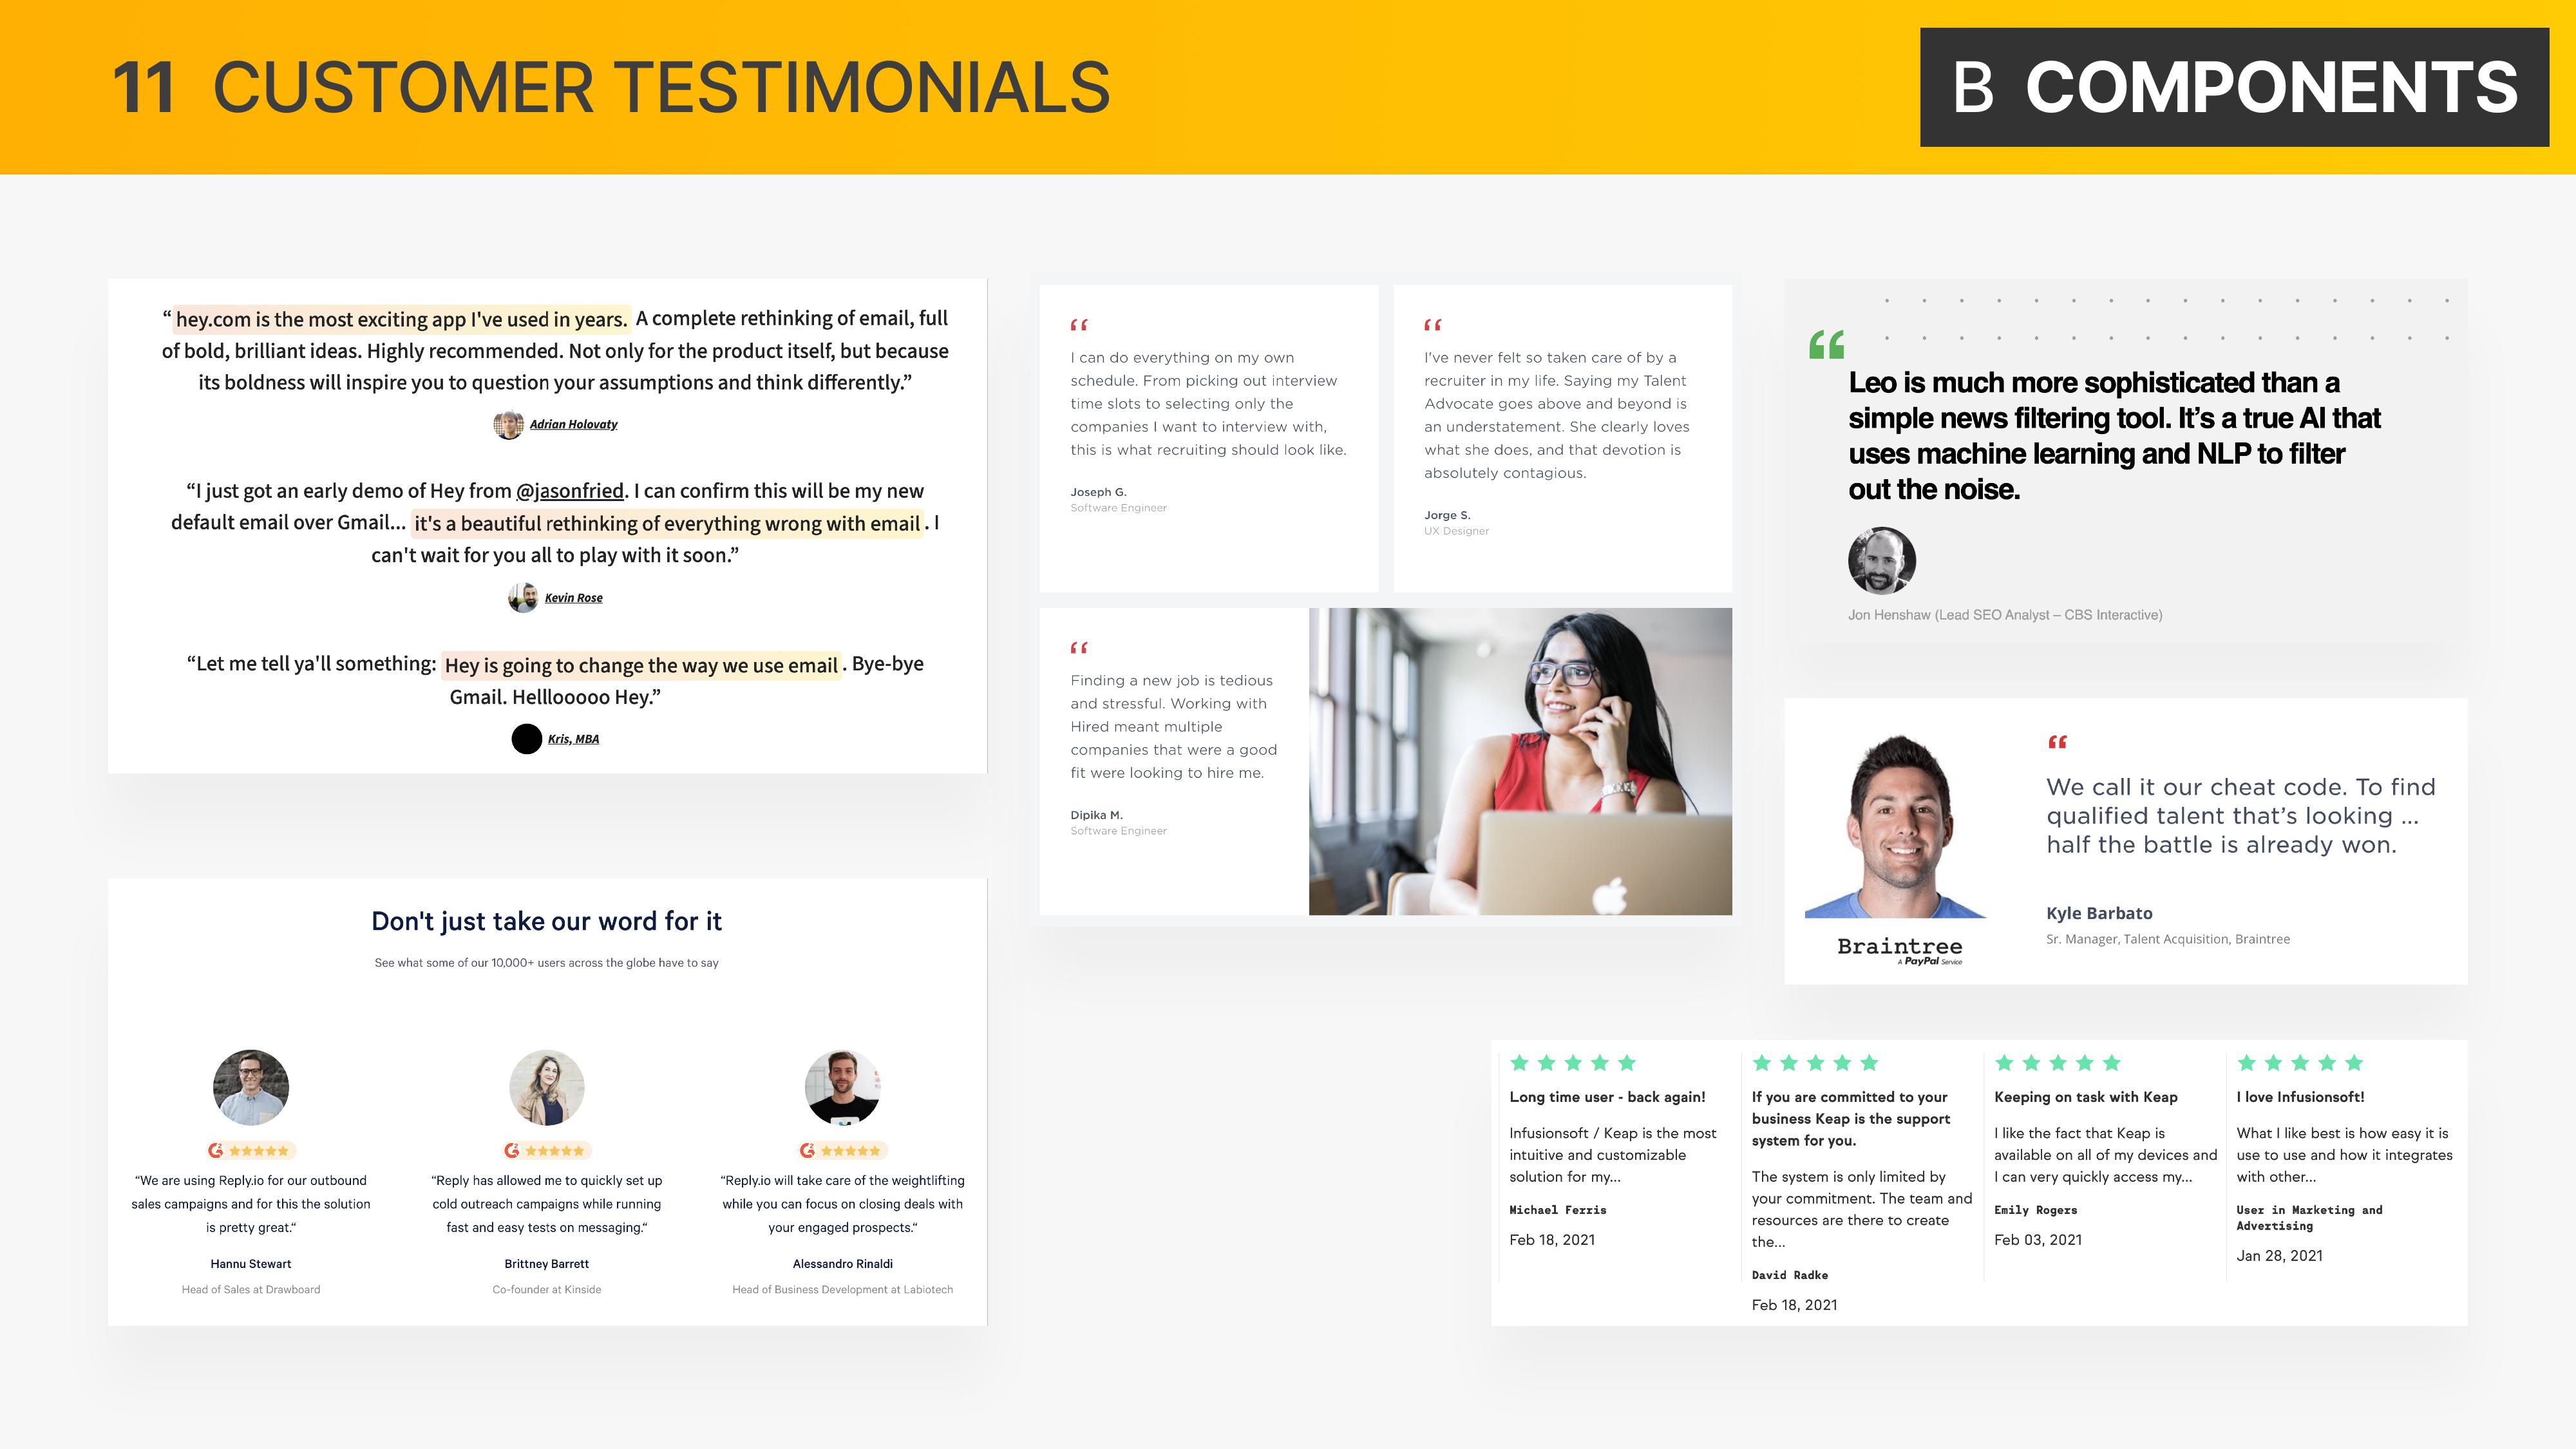 11 CUSTOMER TESTIMONIALS
B COMPONENTS
“hey.com is the most exciting app I've used in years. A complete rethinking of email, full
of bold, brilliant ideas. Highly recommended. Not only for the product itself, but because
its boldness will inspire you to question your assumptions and think differently.”
Adrian Holovaty
“I just got an early demo of Hey from @jasonfried. I can confirm this will be my new
default email over Gmail... it's a beautiful rethinking of everything wrong with email. I
can't wait for you all to play with it soon.”
Kevin Rose
“Let me tell ya'll something: Hey is going to change the way we use email. Bye-bye
Gmail. Helllooooo Hey.”
Kris, MBA
Don't just take our word for it
See what some of our 10,000+ users across the globe have to say
G2
“We are using Reply.io for our outbound
sales campaigns and for this the solution
is pretty great.“
Hannu Stewart
Head of Sales at Drawboard
G2
“Reply has allowed me to quickly set up
cold outreach campaigns while running
fast and easy tests on messaging.“
Brittney Barrett
Co-founder at Kinside
G2
“Reply.io will take care of the weightlifting
while you can focus on closing deals with
your engaged prospects.“
Alessandro Rinaldi
Head of Business Development at Labiotech
“
I can do everything on my own
schedule. From picking out interview
time slots to selecting only the
companies I want to interview with,
this is what recruiting should look like.
Joseph G.
Software Engineer
“
I've never felt so taken care of by a
recruiter in my life. Saying my Talent
Advocate goes above and beyond is
an understatement. She clearly loves
what she does, and that devotion is
absolutely contagious.
Jorge S.
UX Designer
“
Finding a new job is tedious
and stressful. Working with
Hired meant multiple
companies that were a good
fit were looking to hire me.
Dipika M.
Software Engineer
“
Leo is much more sophisticated than a
simple news filtering tool. It’s a true AI that
uses machine learning and NLP to filter
out the noise.
Jon Henshaw (Lead SEO Analyst – CBS Interactive)
“
We call it our cheat code. To find
qualified talent that’s looking ...
half the battle is already won.
Kyle Barbato
Sr. Manager, Talent Acquisition, Braintree
Braintree
A PayPal Service
Long time user - back again!
Infusionsoft / Keap is the most
intuitive and customizable
solution for my...
Michael Ferris
Feb 18, 2021
If you are committed to your
business Keap is the support
system for you.
The system is only limited by
your commitment. The team and
resources are there to create
the...
David Radke
Feb 18, 2021
Keeping on task with Keap
I like the fact that Keap is
available on all of my devices and
I can very quickly access my...
Emily Rogers
Feb 03, 2021
I love Infusionsoft!
What I like best is how easy it is
use to use and how it integrates
with other...
User in Marketing and
Advertising
Jan 28, 2021